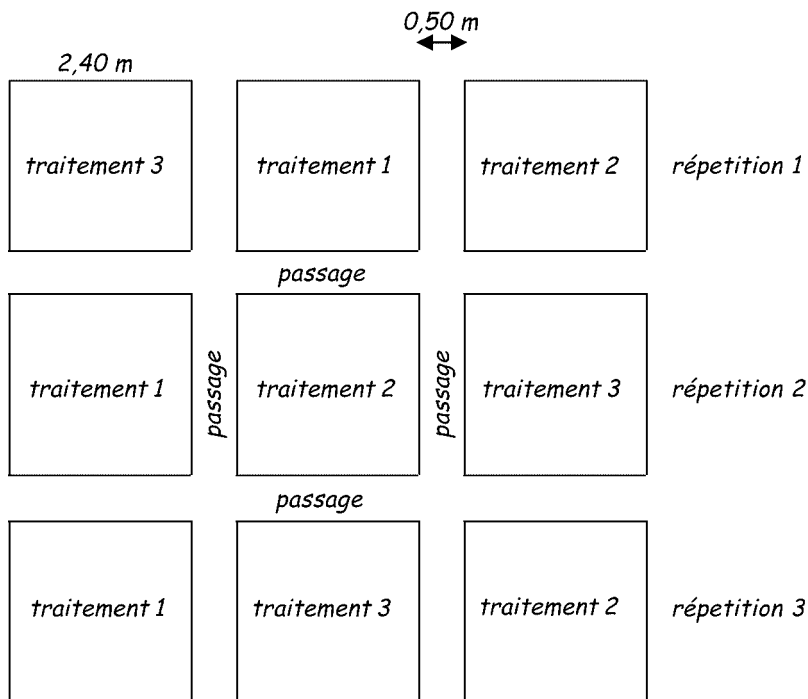 0,50 m
2,40 m
traitement 3
traitement 1
traitement 2
répetition 1
passage
traitement 1
passage
traitement 2
passage
traitement 3
répetition 2
passage
traitement 1
traitement 3
traitement 2
répetition 3